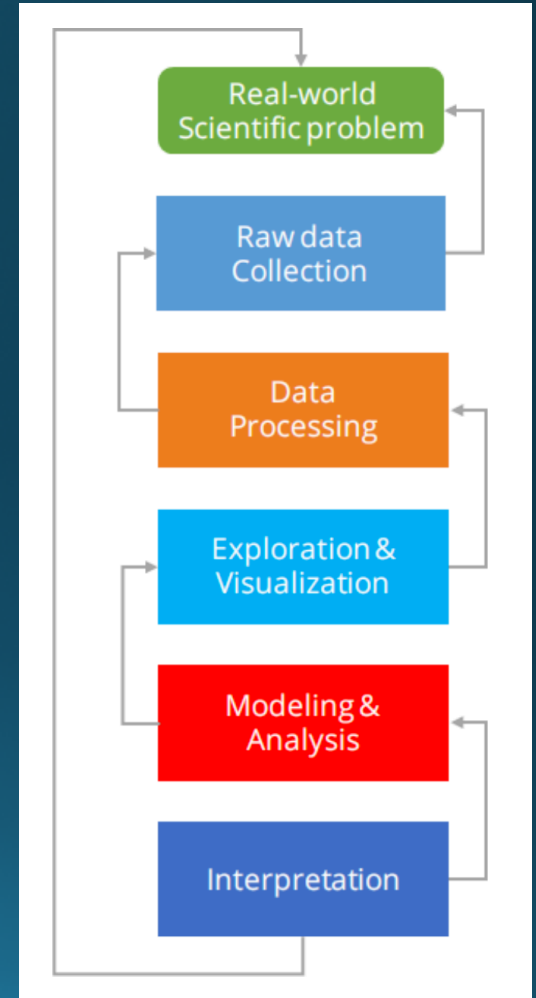 Real-world
Scientific problem
Raw data
Collection
Data
Processing
Exploration &
Visualization
Modeling &
Analysis
Interpretation